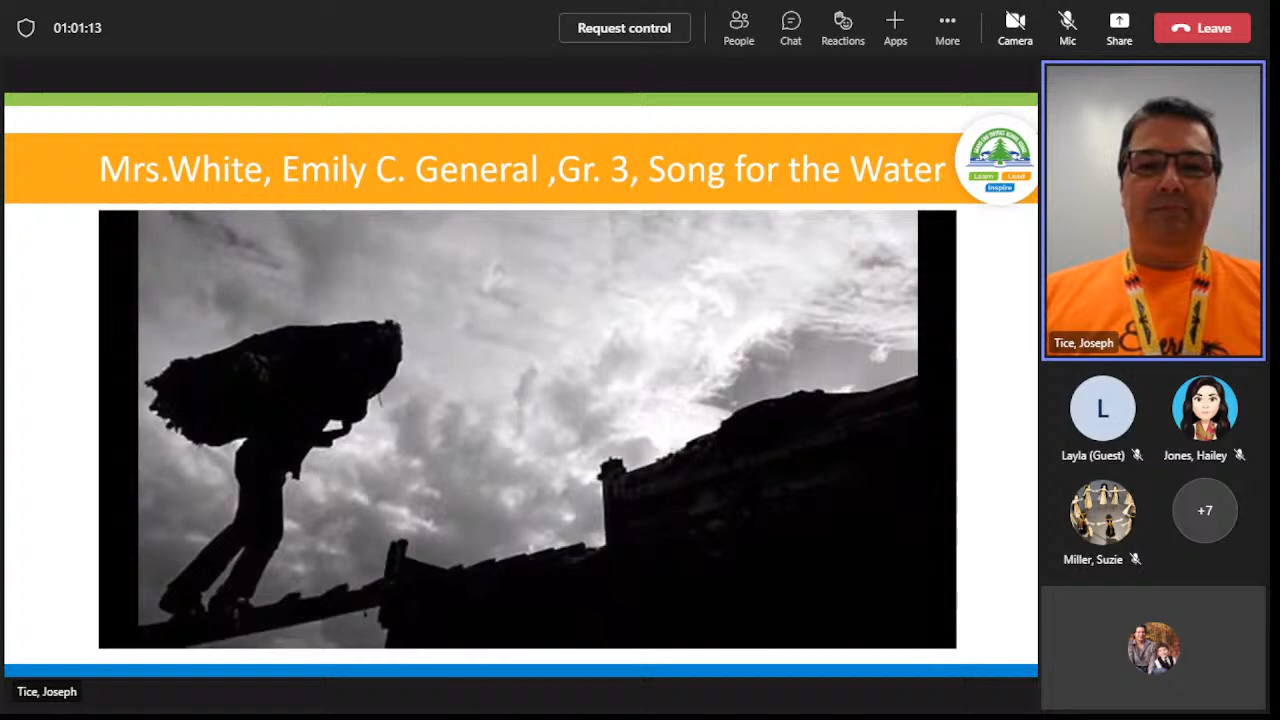 01:01:13
Request control
People
Chat
Reactions
Apps
More
Camera
Mic
Share
Leave
Mrs.White, Emily C. General ,Gr. 3, Song for the Water
Learn
Lead
Inspire
Tice, Joseph
L
Layla (Guest)
Jones, Hailey
Miller, Suzie
+7
Tice, Joseph